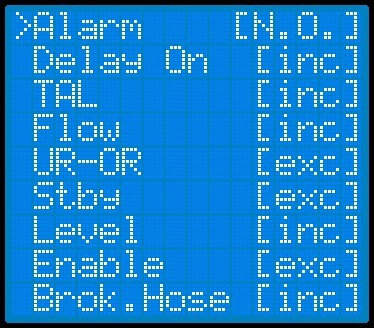 >Alarm [N.O.]
Delay On [inc]
TAL [inc]
Flow [inc]
UR-OR [exc]
Stby [exc]
Level [inc]
Enable [exc]
Brok.Hose [inc]